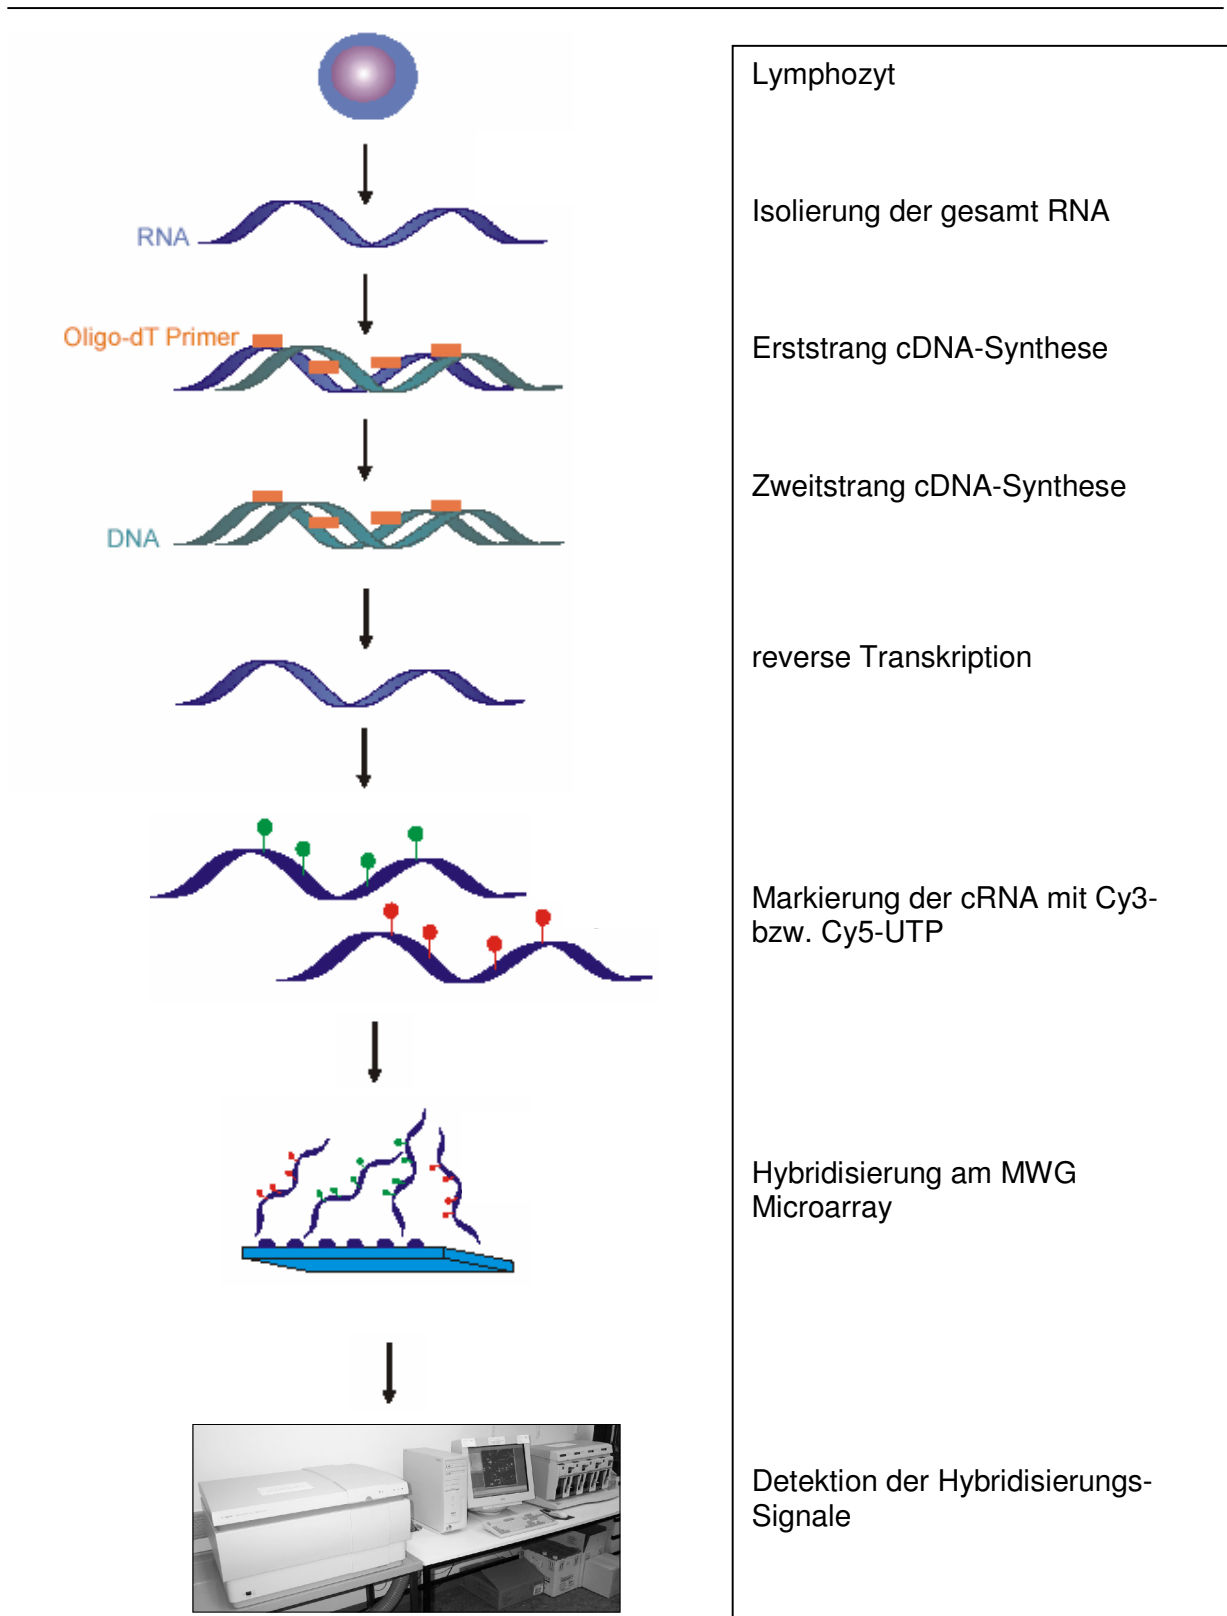 Lymphozyt
Isolierung der gesamt RNA
RNA
Oligo-dT Primer
Erststrang cDNA-Synthese
Zweitstrang cDNA-Synthese
DNA
reverse Transkription
Markierung der cRNA mit Cy3-
bzw. Cy5-UTP
Hybridisierung am MWG
Microarray
Detektion der Hybridisierungs-
Signale